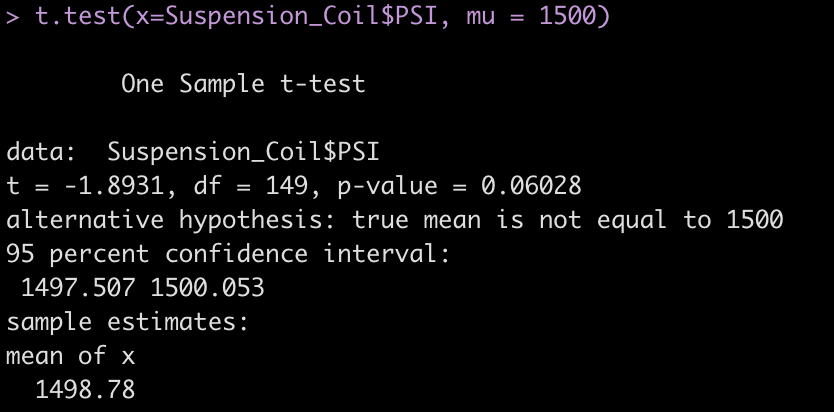 > t.test(x=Suspension_Coil$PSI, mu = 1500)
One Sample t-test
data:  Suspension_Coil$PSI
t = -1.8931, df = 149, p-value = 0.06028
alternative hypothesis: true mean is not equal to 1500
95 percent confidence interval:
1497.507 1500.053
sample estimates:
mean of x
1498.78